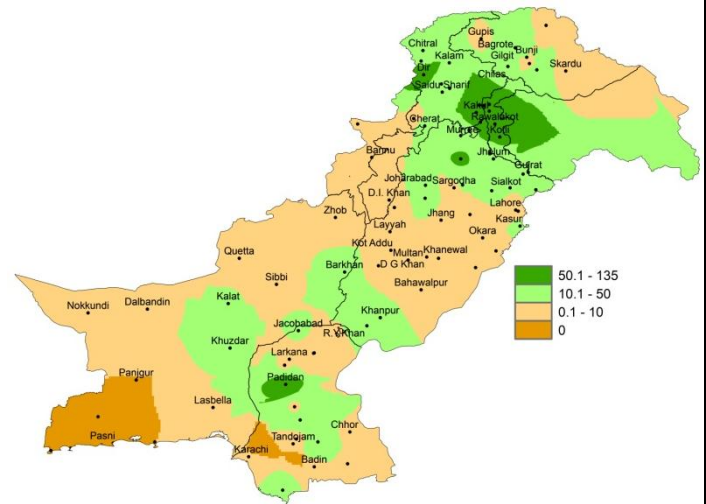 Gupis
Chitral
Bagrote
Bunji
Kalam
Gilgit
Skardu
Dir
Chilas
Saidu Sharif
Kakul
Rawalakot
Cherat
Murree
Kotli
Bannu
Jhelum
Gujrat
Joharabad
Sargodha
Sialkot
D.I. Khan
Lahore
Zhob
Jhang
Kasur
Layyah
Okara
Kot Addu
Quetta
Multan
Khanewal
Barkhan
D G Khan
Sibbi
Bahawalpur
Nokkundi
Dalbandin
Kalat
Khanpur
Jacobabad
R.Y.Khan
Khuzdar
Larkana
Panjgur
Padidan
Lasbella
Chhor
Pasni
Tandojam
Karachi
Badin
50.1 - 135
10.1 - 50
0.1 - 10
0